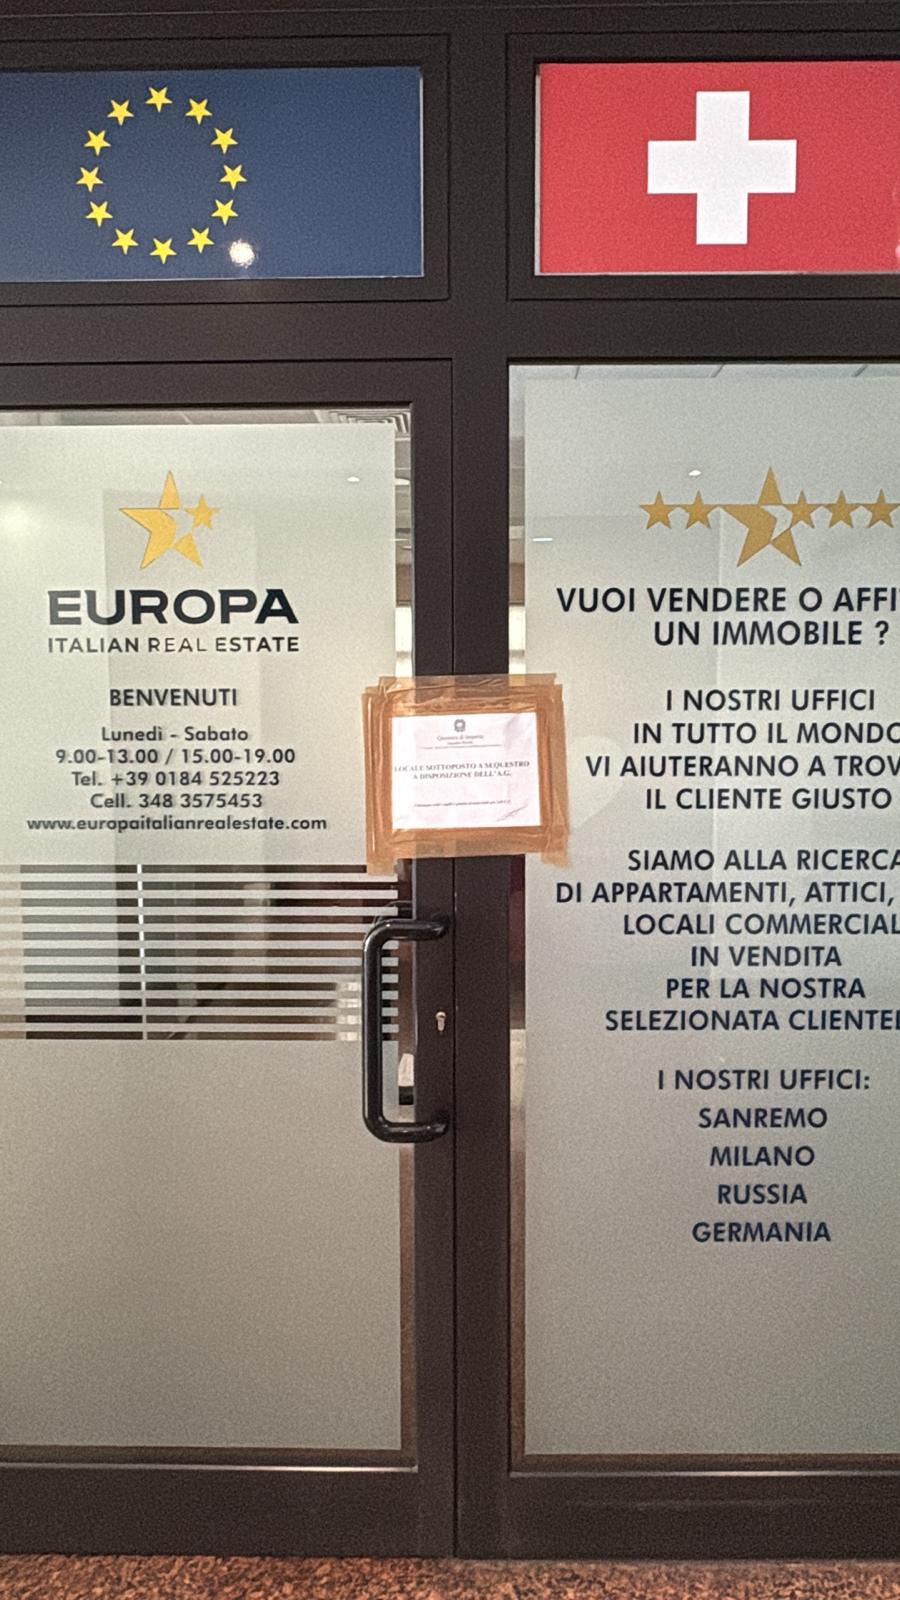 EUROPA
ITALIAN REAL ESTATE
BENVENUTI
Lunedì - Sabato
9.00-13.00 / 15.00-19.00
Tel. +39 0184 525223
Cell. 348 3575453
www.europaitalianrealestate.com
Questura di Imperia
LOCALE SOTTOPOSTO A SEQUESTRO
A DISPOSIZIONE DELL'A.G.
VUOI VENDERE O AFFI
UN IMMOBILE ?
I NOSTRI UFFICI
IN TUTTO IL MONDO
VI AIUTERANNO A TROV
IL CLIENTE GIUSTO
SIAMO ALLA RICERCA
DI APPARTAMENTI, ATTICI,
LOCALI COMMERCIAL
IN VENDITA
PER LA NOSTRA
SELEZIONATA CLIENTE
I NOSTRI UFFICI:
SANREMO
MILANO
RUSSIA
GERMANIA